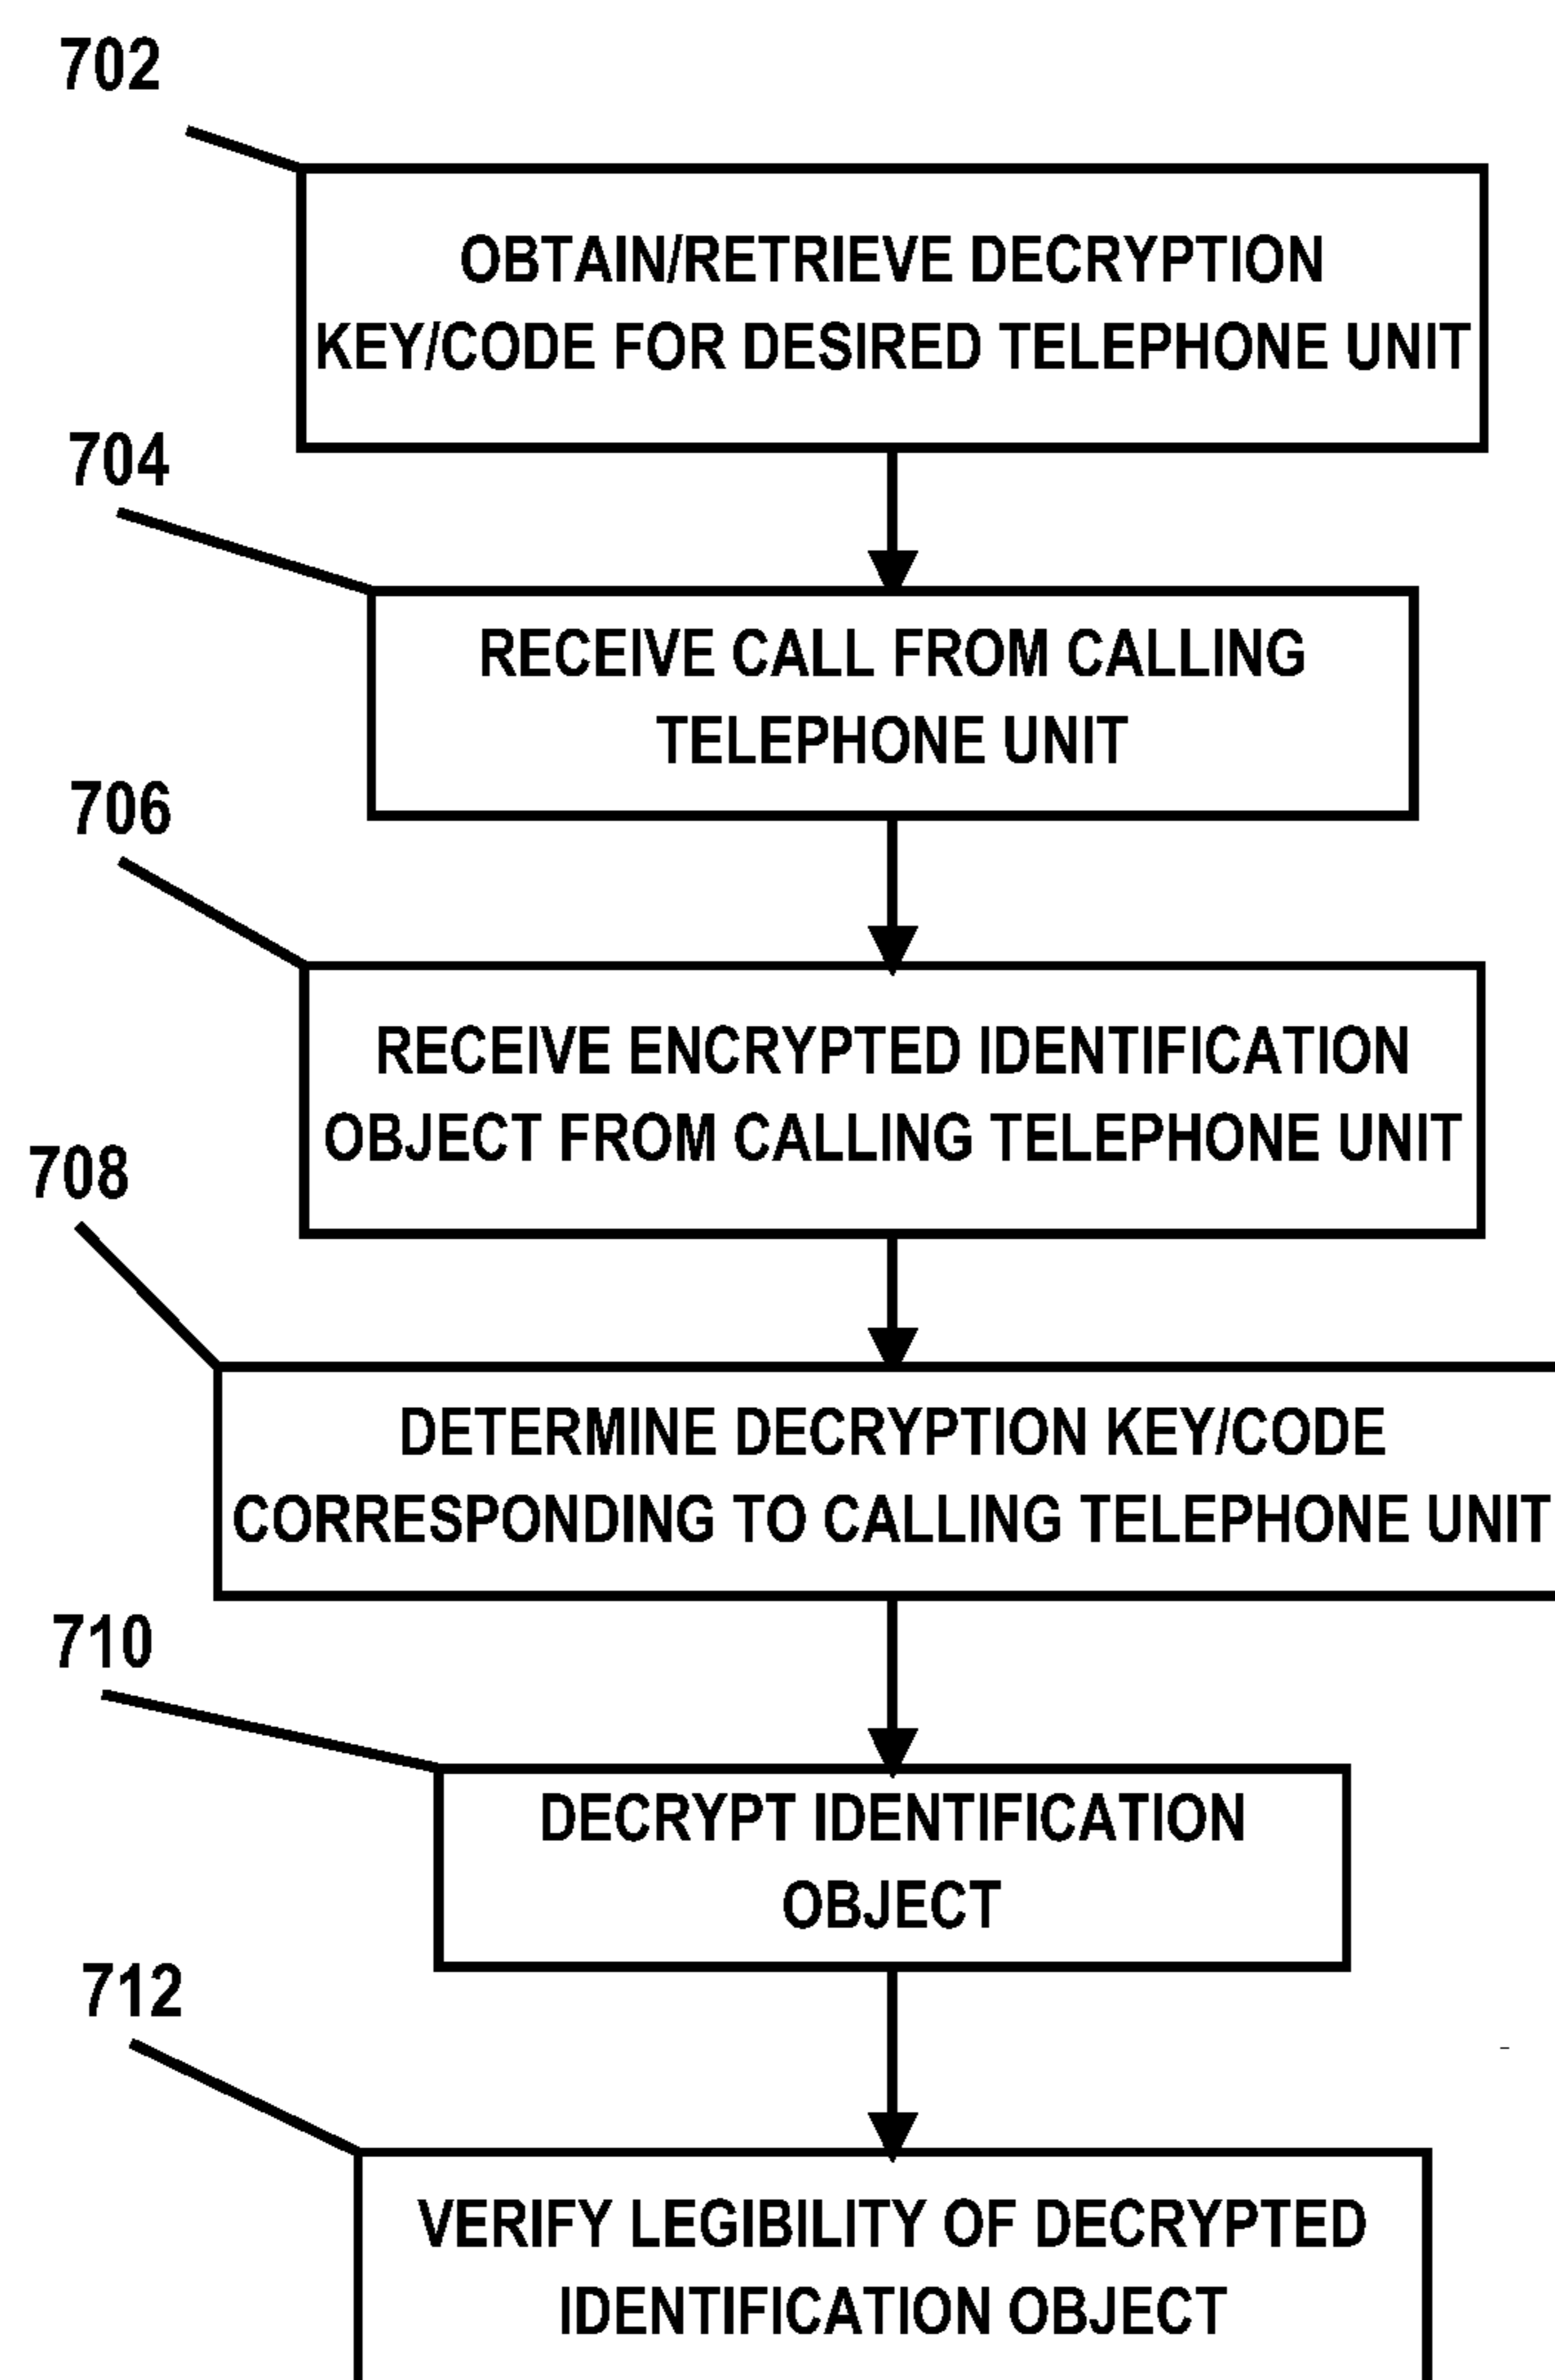 702
OBTAIN/RETRIEVE DECRYPTION
KEY/CODE FOR DESIRED TELEPHONE UNIT
704
RECEIVE CALL FROM CALLING
TELEPHONE UNIT
706
RECEIVE ENCRYPTED IDENTIFICATION
OBJECT FROM CALLING TELEPHONE UNIT
708
DETERMINE DECRYPTION KEY/CODE
CORRESPONDING TO CALLING TELEPHONE UNIT
710
DECRYPT IDENTIFICATION
OBJECT
712
VERIFY LEGIBILITY OF DECRYPTED
IDENTIFICATION OBJECT